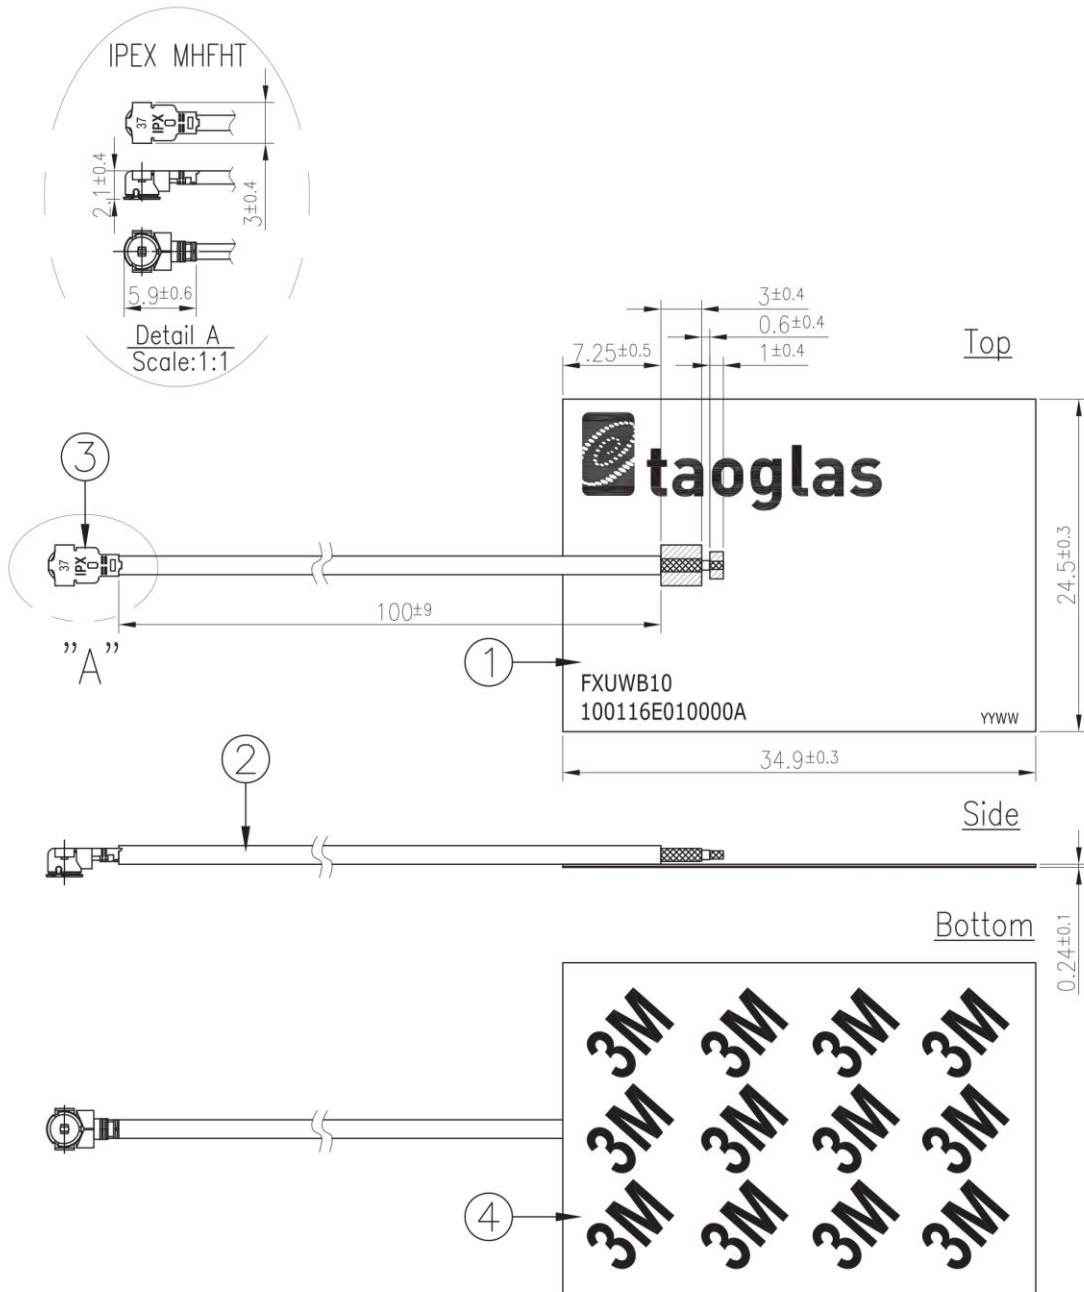 IPEX MHFHT
37
IPX
2.1±0.4
3±0.4
5.9±0.6
Detail A
Scale:1:1
3±0.4
0.6±0.4
7.25±0.5
1±0.4
Top
taoglas
3
37
IPX
100±9
24.5±0.3
"A"
1
FXUWB10
100116E010000A
YYWW
34.9±0.3
2
Side
0.24±0.1
Bottom
3M 3M 3M 3M
3M 3M 3M 3M
4
3M 3M 3M 3M